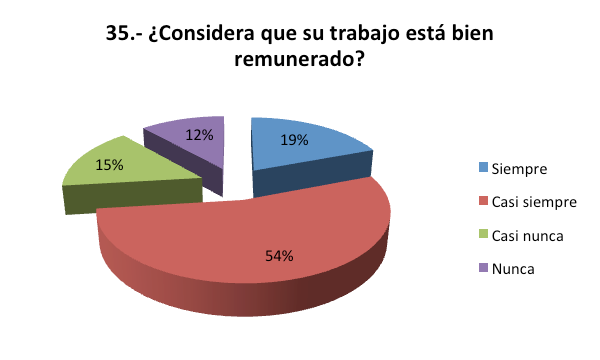 35.- ¿Considera que su trabajo está bien
remunerado?
12%
19%
15%
54%
Siempre
Casi siempre
Casi nunca
Nunca